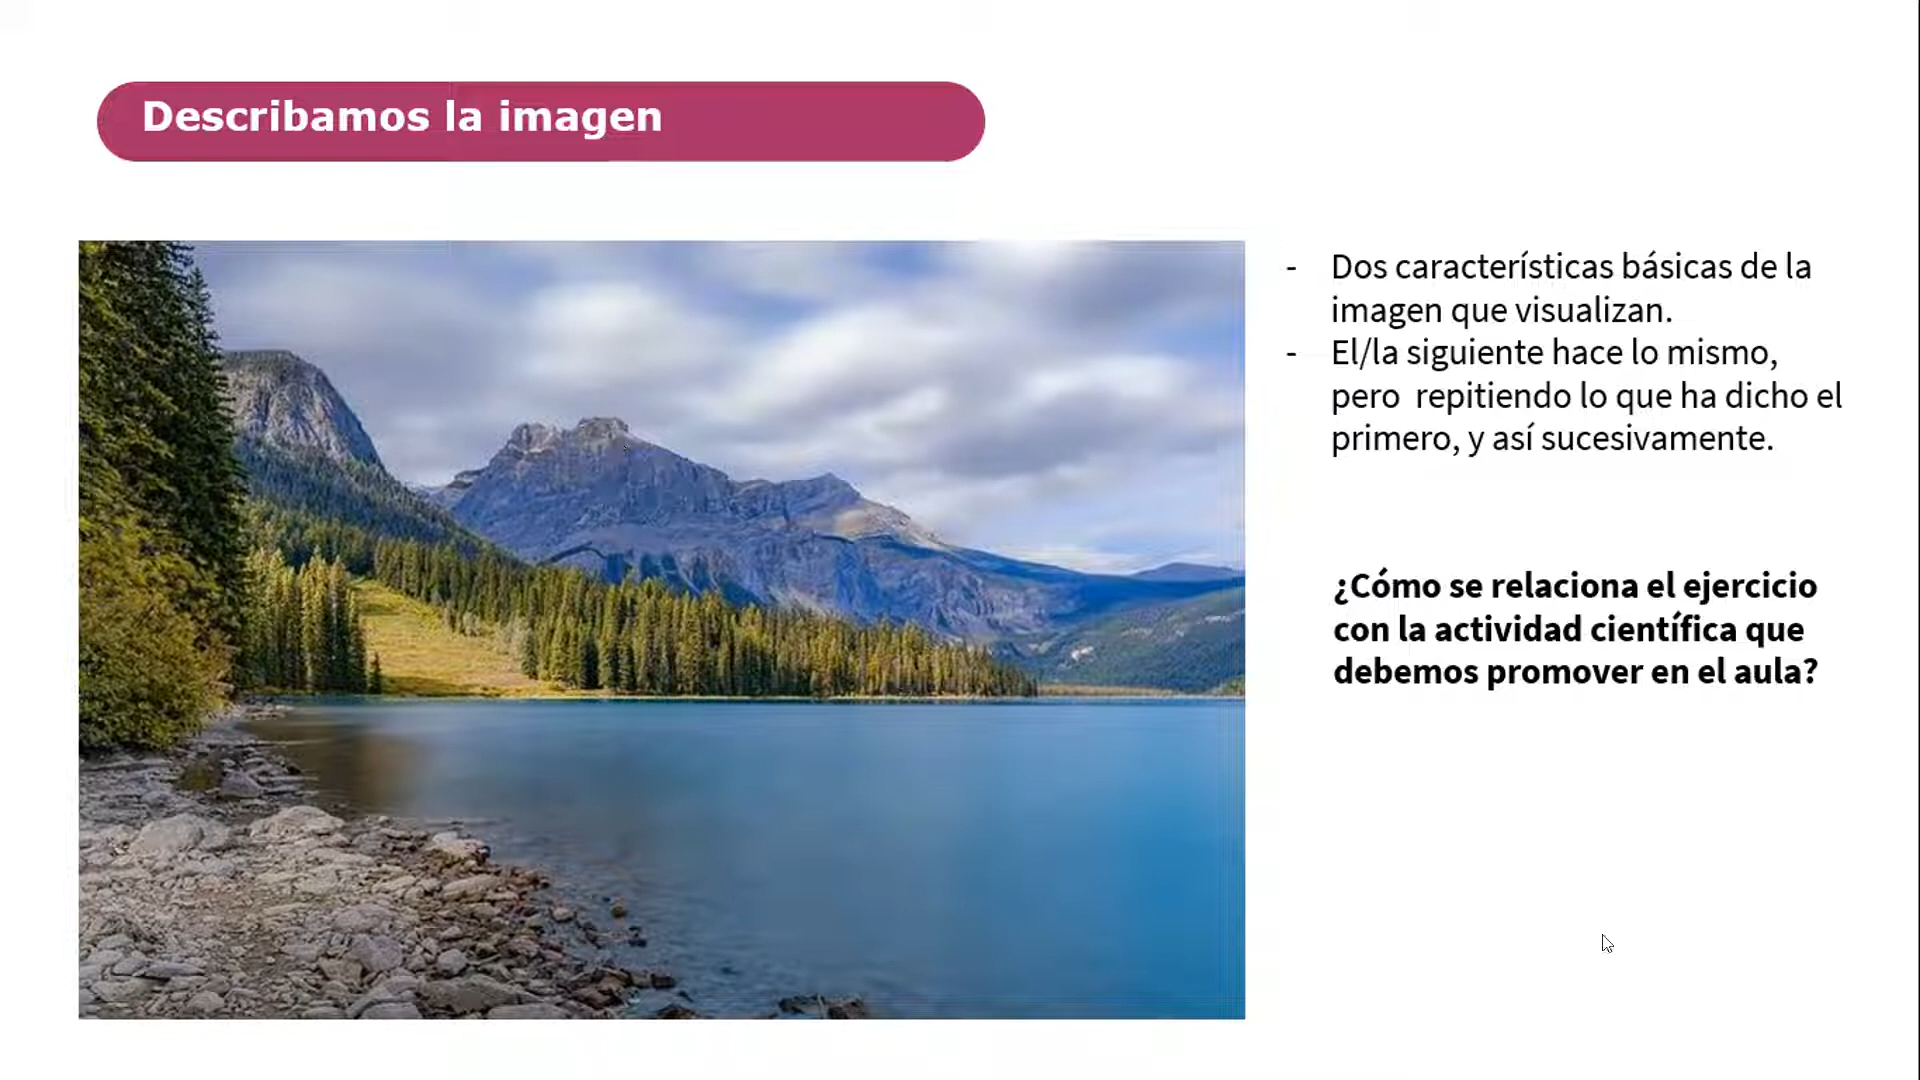 Describamos la imagen
- Dos características básicas de la
imagen que visualizan.
- El/la siguiente hace lo mismo,
pero  repitiendo lo que ha dicho el
primero, y así sucesivamente.
¿Cómo se relaciona el ejercicio
con la actividad científica que
debemos promover en el aula?